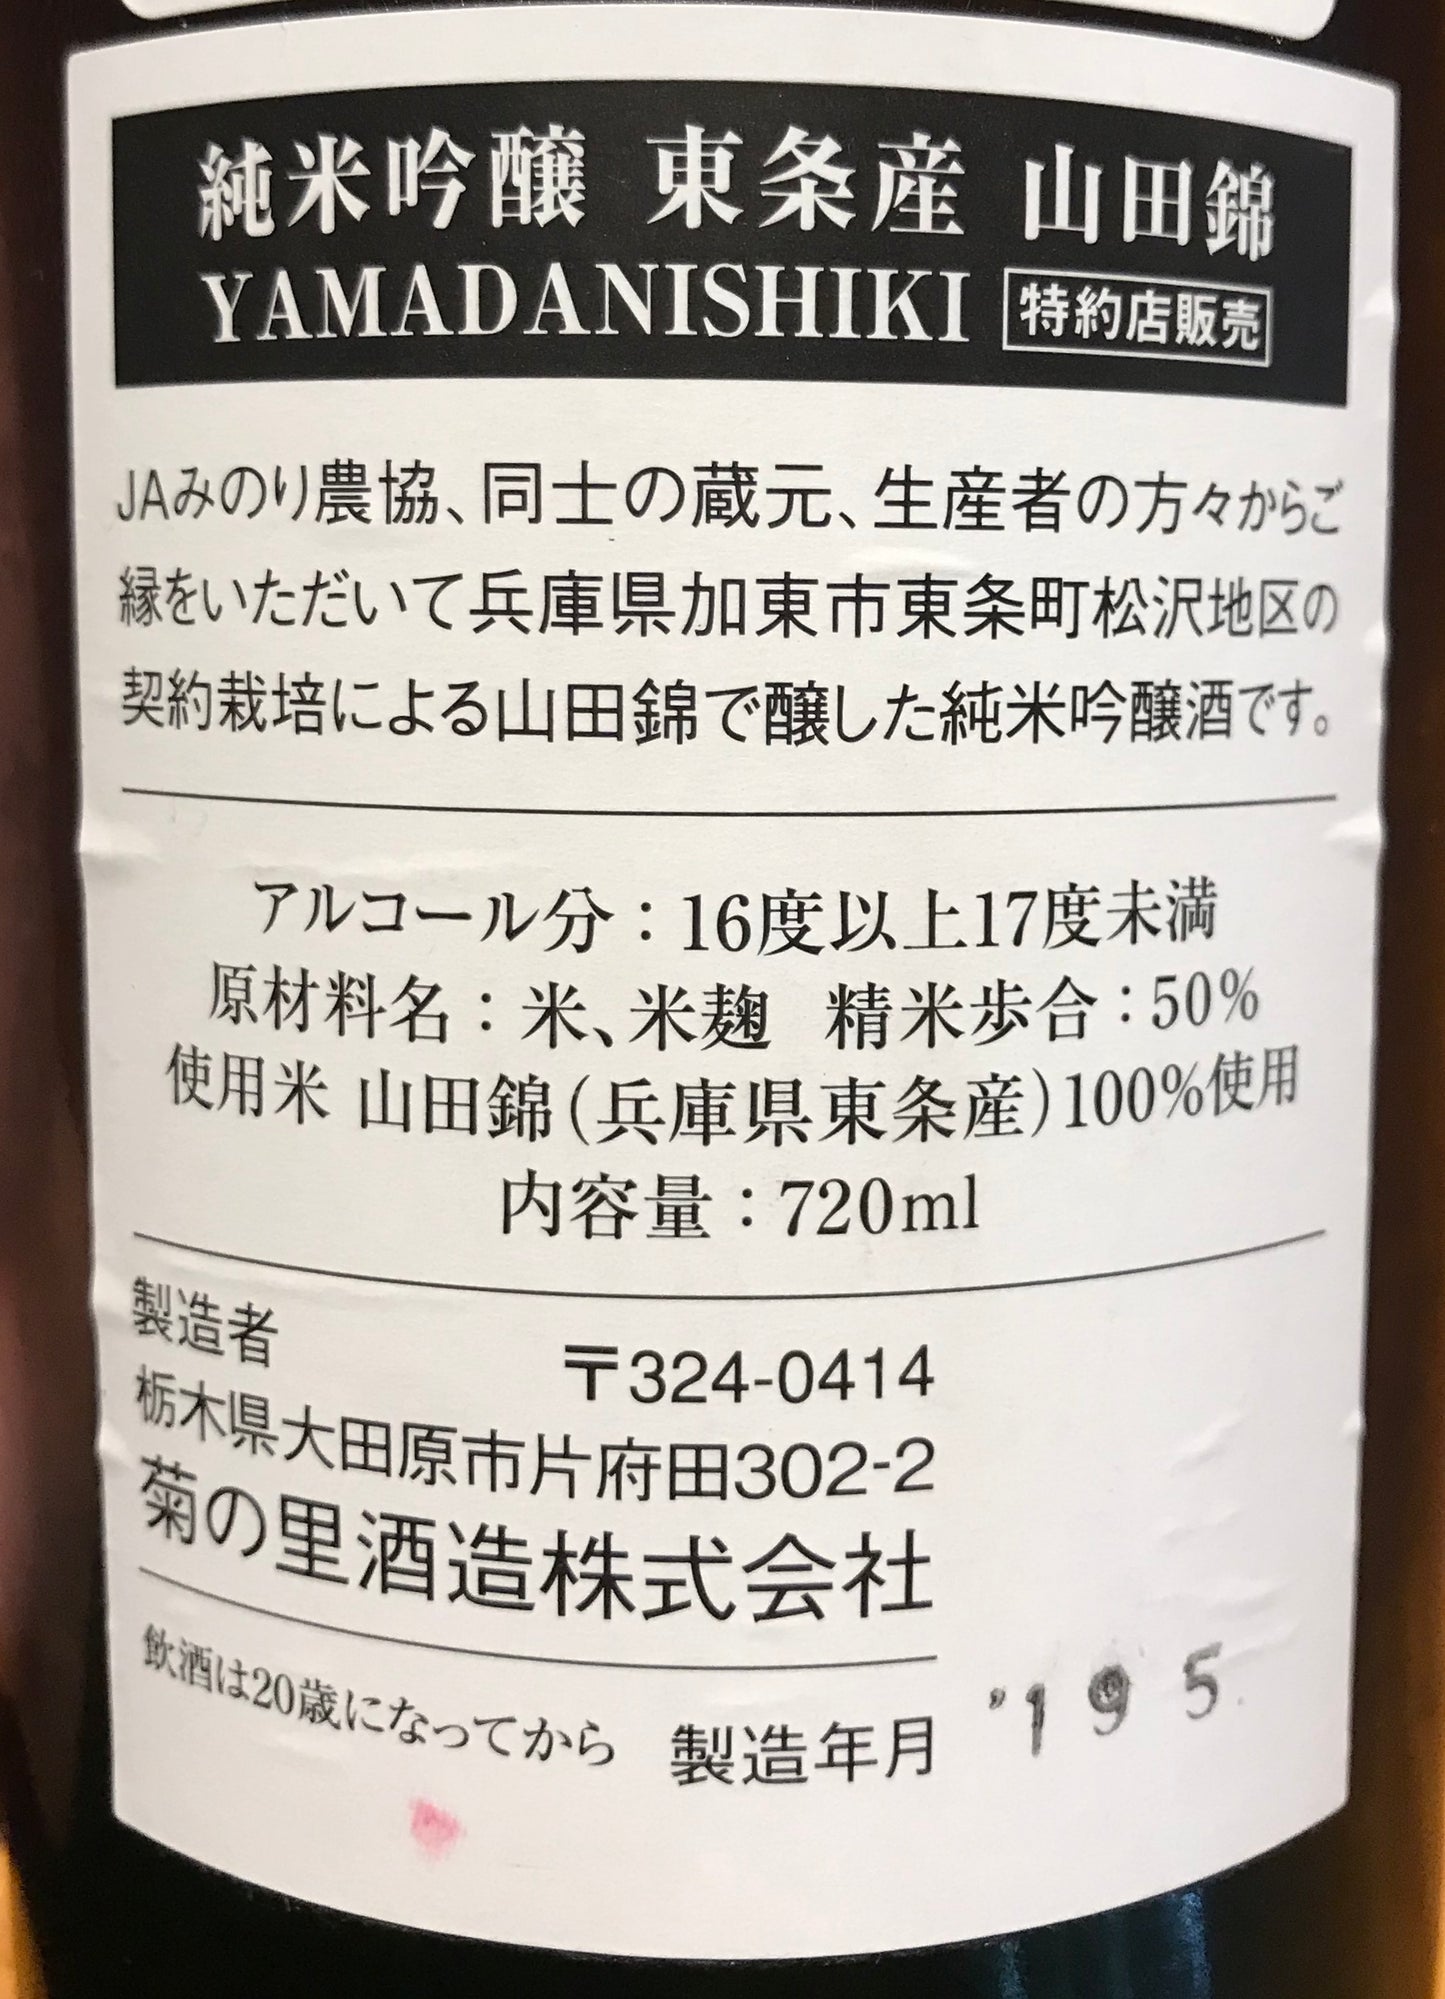 純米吟醸 東条産 山田錦
YAMADANISHIKI 特約店販売
JAみのり農協、同士の蔵元、生産者の方々からご
縁をいただいて兵庫県加東市東条町松沢地区の
契約栽培による山田錦で醸した純米吟醸酒です。
アルコール分：16度以上17度未満
原材料名：米、米麹 精米歩合：50%
使用米 山田錦(兵庫県東条産)100%使用
内容量：720ml
製造者 〒324-0414
栃木県大田原市片府田302-2
菊の里酒造株式会社
飲酒は20歳になってから 製造年月 '19 5